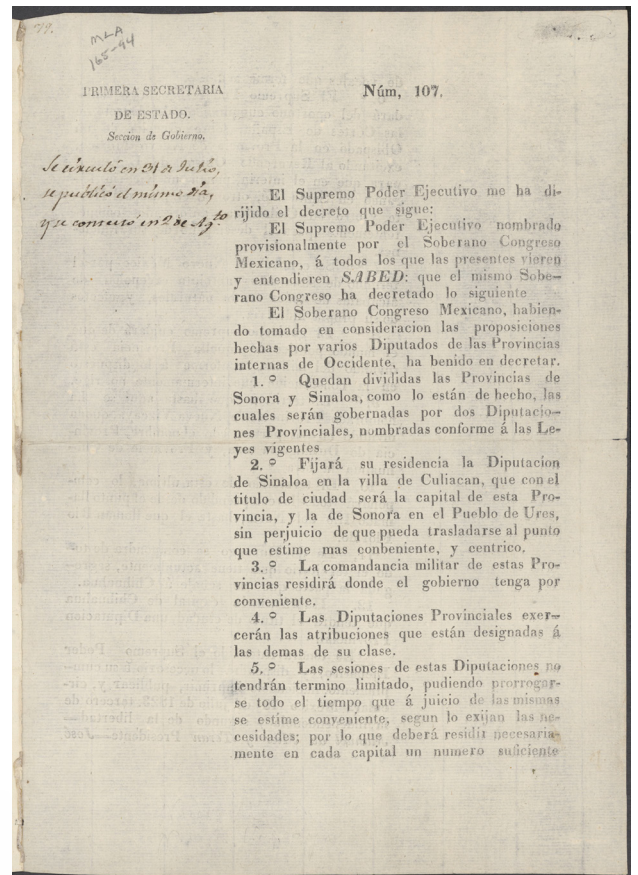 79.
MLA
165-94
PRIMERA SECRETARIA
DE ESTADO.
Seccion de Gobierno.
Se circuló en 31 de Julio,
se publicó el mismo dia,
y se contestó en 2 de Agto
Núm, 107.
El Supremo Poder Ejecutivo me ha di-
rijido el decreto que sigue:
El Supremo Poder Ejecutivo nombrado
provisionalmente por el Soberano Congreso
Mexicano, á todos los que las presentes vieren
y entendieren SABED: que el mismo Sobe-
rano Congreso ha decretado lo siguiente
El Soberano Congreso Mexicano, habien-
do tomado en consideracion las proposiciones
hechas por varios Diputados de las Provincias
internas de Occidente, ha benido en decretar.
1.º Quedan divididas las Provincias de
Sonora y Sinaloa, como lo están de hecho, las
cuales serán gobernadas por dos Diputacio-
nes Provinciales, nombradas conforme á las Le-
yes vigentes
2.º Fijará su residencia la Diputacion
de Sinaloa en la villa de Culiacan, que con el
titulo de ciudad será la capital de esta Pro-
vincia, y la de Sonora en el Pueblo de Ures,
sin perjuicio de que pueda trasladarse al punto
que estime mas conbeniente, y centrico.
3.º La comandancia militar de estas Pro-
vincias residirá donde el gobierno tenga por
conveniente.
4.º Las Diputaciones Provinciales exer-
cerán las atribuciones que están designadas á
las demas de su clase.
5.º Las sesiones de estas Diputaciones no
tendrán termino limitado, pudiendo prorrogar-
se todo el tiempo que á juicio de las mismas
se estime conveniente, segun lo exijan las ne-
cesidades; por lo que deberá residir necesaria-
mente en cada capital un numero suficiente